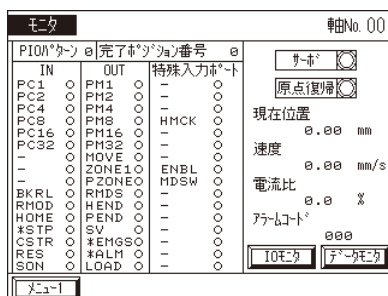 モニタ 軸No. 00
PIOﾊﾟﾀｰﾝ 0 完了ﾎﾟｼﾞｼｮﾝ番号 0
IN OUT 特殊入力ﾎﾟｰﾄ
PC1 ○ PM1 ○ - ○
PC2 ○ PM2 ○ - ○
PC4 ○ PM4 ○ - ○
PC8 ○ PM8 ○ HMCK ○
PC16 ○ PM16 ○ - ○
PC32 ○ PM32 ○ - ○
- ○ MOVE ○ - ○
- ○ ZONE1○ ENBL ○
- ○ PZONE○ MDSW ○
BKRL ○ RMDS ○ - ○
RMOD ○ HEND ○ - ○
HOME ○ PEND ○ - ○
*STP ○ SV ○ - ○
CSTR ○ *EMGS○ - ○
RES ○ *ALM ○ - ○
SON ○ LOAD ○ - ○
ｻｰﾎﾞ ○
原点復帰 ○
現在位置
0.00 mm
速度
0.00 mm/s
電流比
0.0 %
ｱﾗｰﾑｺｰﾄﾞ
000
IOﾓﾆﾀ ﾃﾞｰﾀﾓﾆﾀ
ﾒﾆｭｰ1